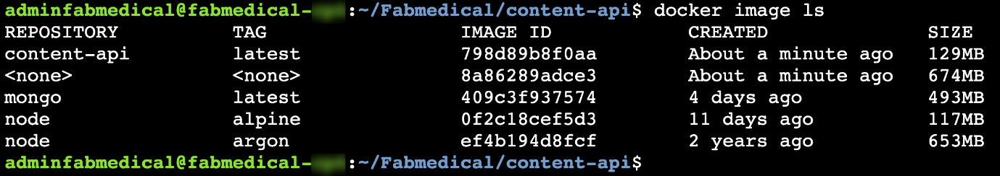 adminfabmedical@fabmedical-:~/Fabmedical/content-api$ docker image ls
REPOSITORY TAG IMAGE ID CREATED SIZE
content-api latest 798d89b8f0aa About a minute ago 129MB
<none> <none> 8a86289adce3 About a minute ago 674MB
mongo latest 409c3f937574 4 days ago 493MB
node alpine 0f2c18cef5d3 11 days ago 117MB
node argon ef4b194d8fcf 2 years ago 653MB
adminfabmedical@fabmedical-:~/Fabmedical/content-api$